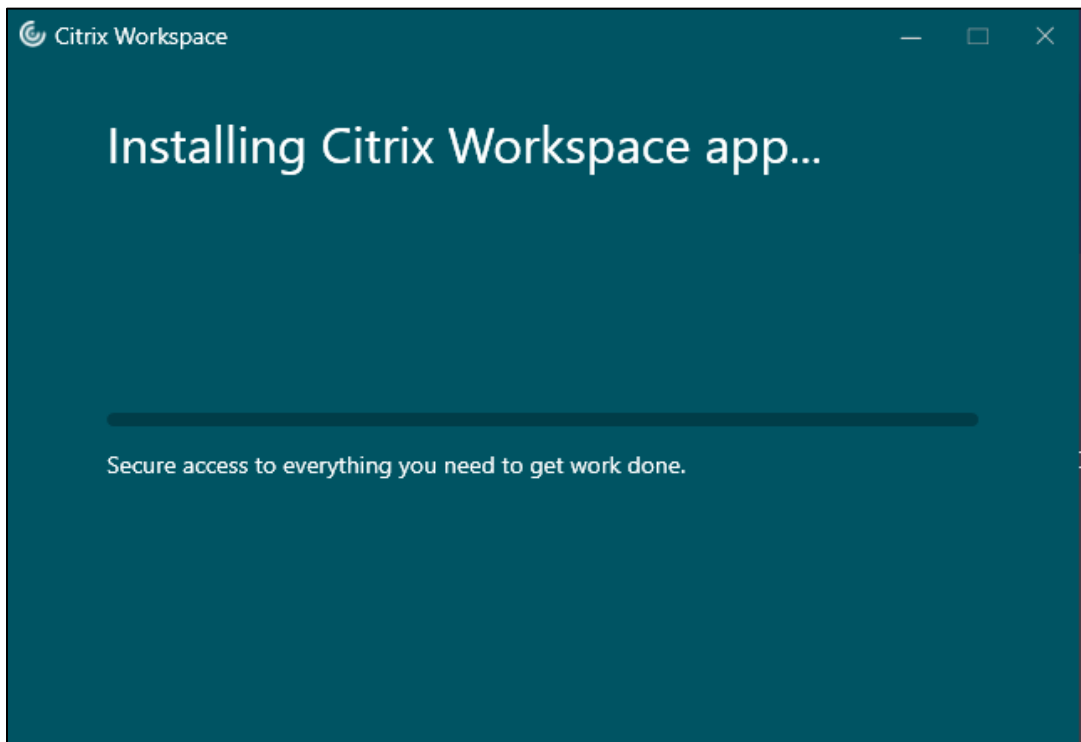 Citrix Workspace
Installing Citrix Workspace app...
Secure access to everything you need to get work done.